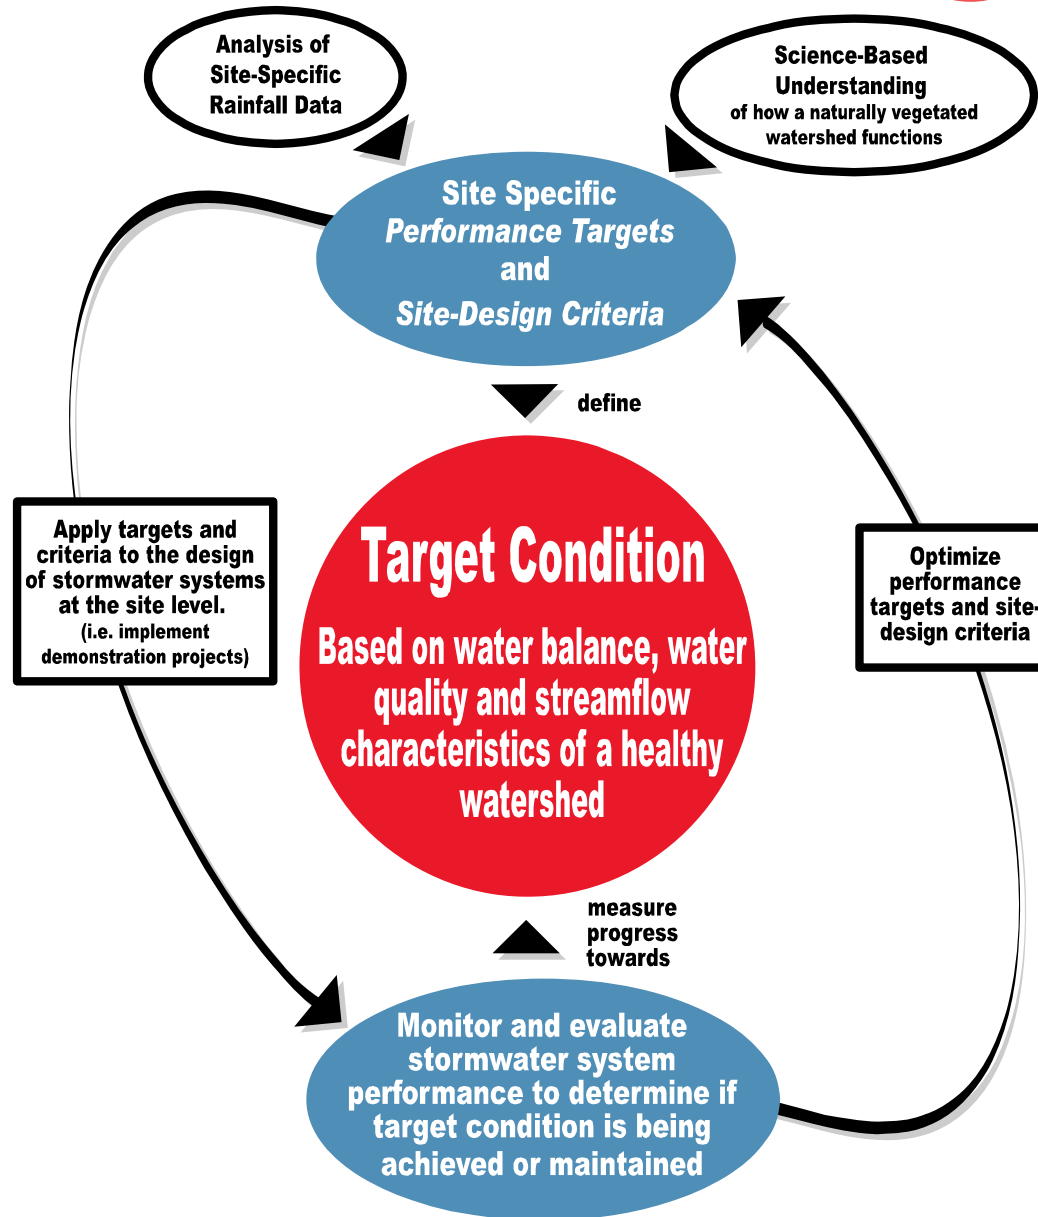 Analysis of
Site-Specific
Rainfall Data
Science-Based
Understanding
of how a naturally vegetated
watershed functions
Site Specific
Performance Targets
and
Site-Design Criteria
define
Target Condition
Based on water balance, water
quality and streamflow
characteristics of a healthy
watershed
Apply targets and
criteria to the design
of stormwater systems
at the site level.
(i.e. implement
demonstration projects)
Optimize
performance
targets and site-
design criteria
measure
progress
towards
Monitor and evaluate
stormwater system
performance to determine if
target condition is being
achieved or maintained